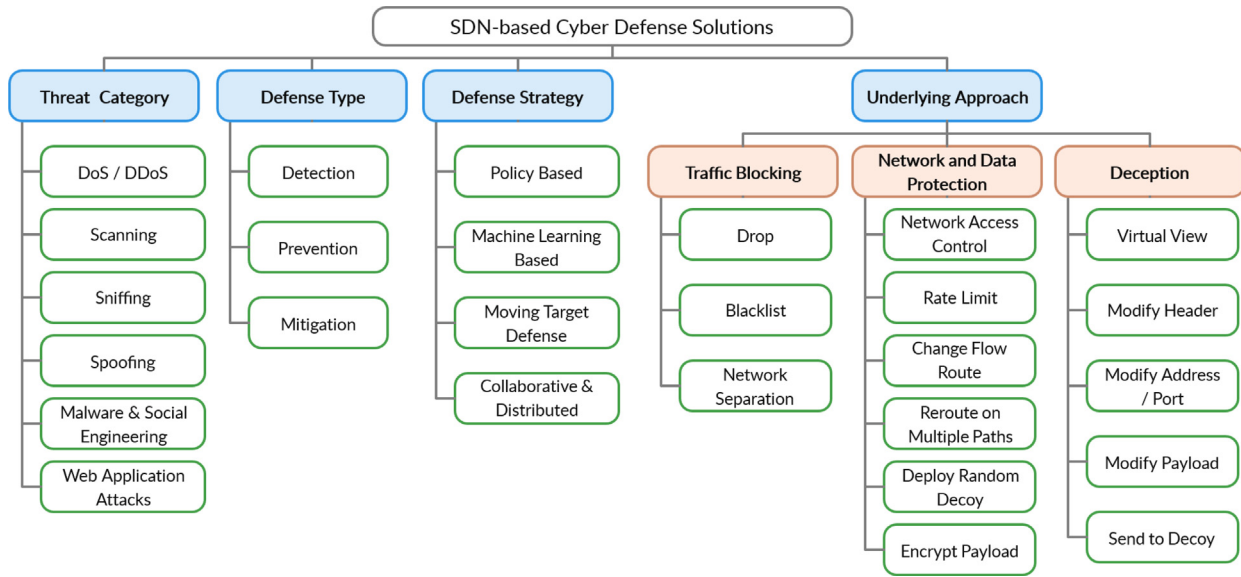 SDN-based Cyber Defense Solutions
Threat Category
Defense Type
Defense Strategy
Underlying Approach
DoS / DDoS
Scanning
Sniffing
Spoofing
Malware & Social
Engineering
Web Application
Attacks
Detection
Prevention
Mitigation
Policy Based
Machine Learning
Based
Moving Target
Defense
Collaborative &
Distributed
Traffic Blocking
Drop
Blacklist
Network
Separation
Network and Data
Protection
Network Access
Control
Rate Limit
Change Flow
Route
Reroute on
Multiple Paths
Deploy Random
Decoy
Encrypt Payload
Deception
Virtual View
Modify Header
Modify Address
/ Port
Modify Payload
Send to Decoy